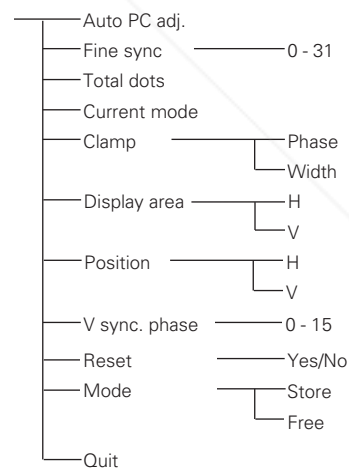 Auto PC adj.
Fine sync 0 - 31
Total dots
Current mode
Clamp Phase
Width
Display area H
V
Position H
V
V sync. phase 0 - 15
Reset Yes/No
Mode Store
Free
Quit